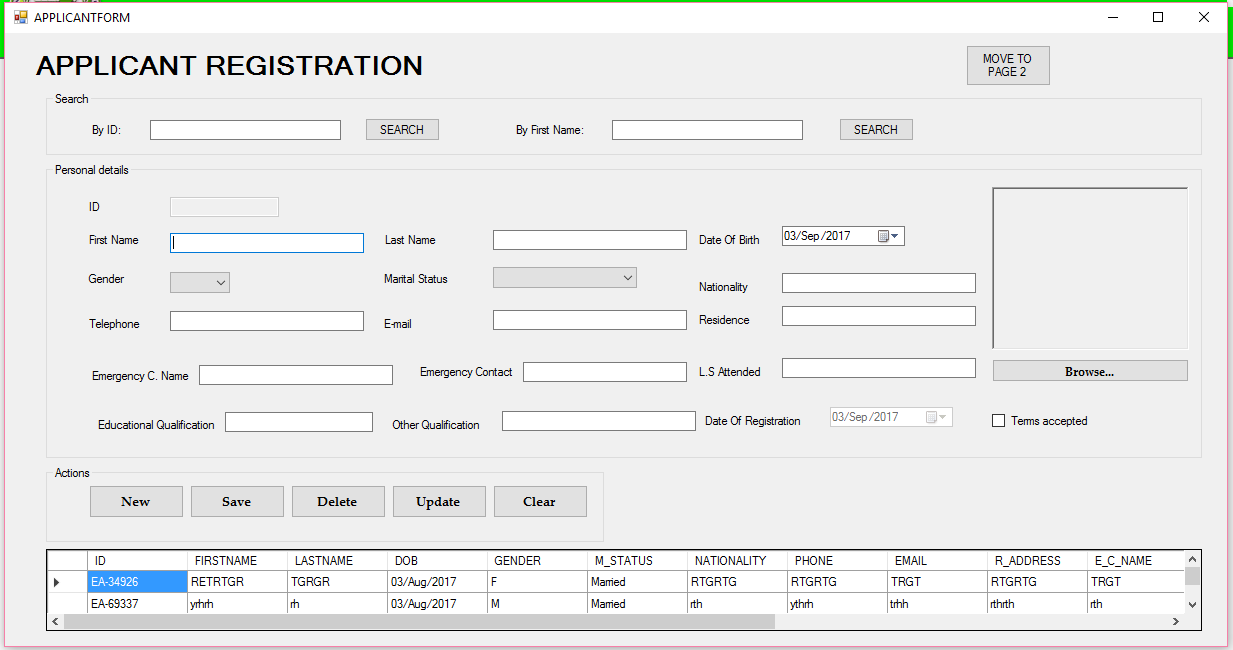 APPLICANTFORM
APPLICANT REGISTRATION
MOVE TO
PAGE 2
Search
By ID:
SEARCH
By First Name:
SEARCH
Personal details
ID
First Name
Last Name
Date Of Birth
03/Sep/2017
Gender
Marital Status
Nationality
Telephone
E-mail
Residence
Emergency C. Name
Emergency Contact
L.S Attended
Browse...
Educational Qualification
Other Qualification
Date Of Registration
03/Sep/2017
Terms accepted
Actions
New Save Delete Update Clear
ID FIRSTNAME LASTNAME DOB GENDER M_STATUS NATIONALITY PHONE EMAIL R_ADDRESS E_C_NAME
EA-34926 RETRTGR TGRGR 03/Aug/2017 F Married RTGRTG RTGRTG TRGT RTGRTG TRGT
EA-69337 yrhrh rh 03/Aug/2017 M Married rth ythrh trhh rthrth rth